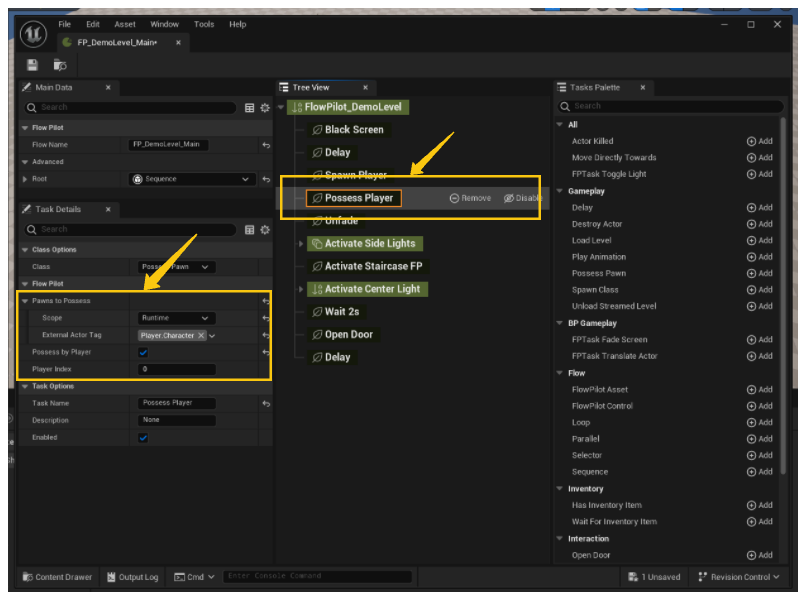 File Edit Asset Window Tools Help
FP_DemoLevel_Main•
Main Data
Search
Flow Pilot
Flow Name FP_DemoLevel_Main
Advanced
Root Sequence
Task Details
Search
Class Options
Class Possess Pawn
Flow Pilot
Pawns to Possess
Scope Runtime
External Actor Tag Player.Character
Possess by Player
Player Index 0
Task Options
Task Name Possess Player
Description None
Enabled
Tree View
FlowPilot_DemoLevel
Black Screen
Delay
Spawn Player
Possess Player Remove Disable
Unfade
Activate Side Lights
Activate Staircase FP
Activate Center Light
Wait 2s
Open Door
Delay
Tasks Palette
Search
All
Actor Killed Add
Move Directly Towards Add
FPTask Toggle Light Add
Gameplay
Delay Add
Destroy Actor Add
Load Level Add
Play Animation Add
Possess Pawn Add
Spawn Class Add
Unload Streamed Level Add
BP Gameplay
FPTask Fade Screen Add
FPTask Translate Actor Add
Flow
FlowPilot Asset Add
FlowPilot Control Add
Loop Add
Parallel Add
Selector Add
Sequence Add
Inventory
Has Inventory Item Add
Wait For Inventory Item Add
Interaction
Open Door Add
Content Drawer Output Log Cmd Enter Console Command 1 Unsaved Revision Control